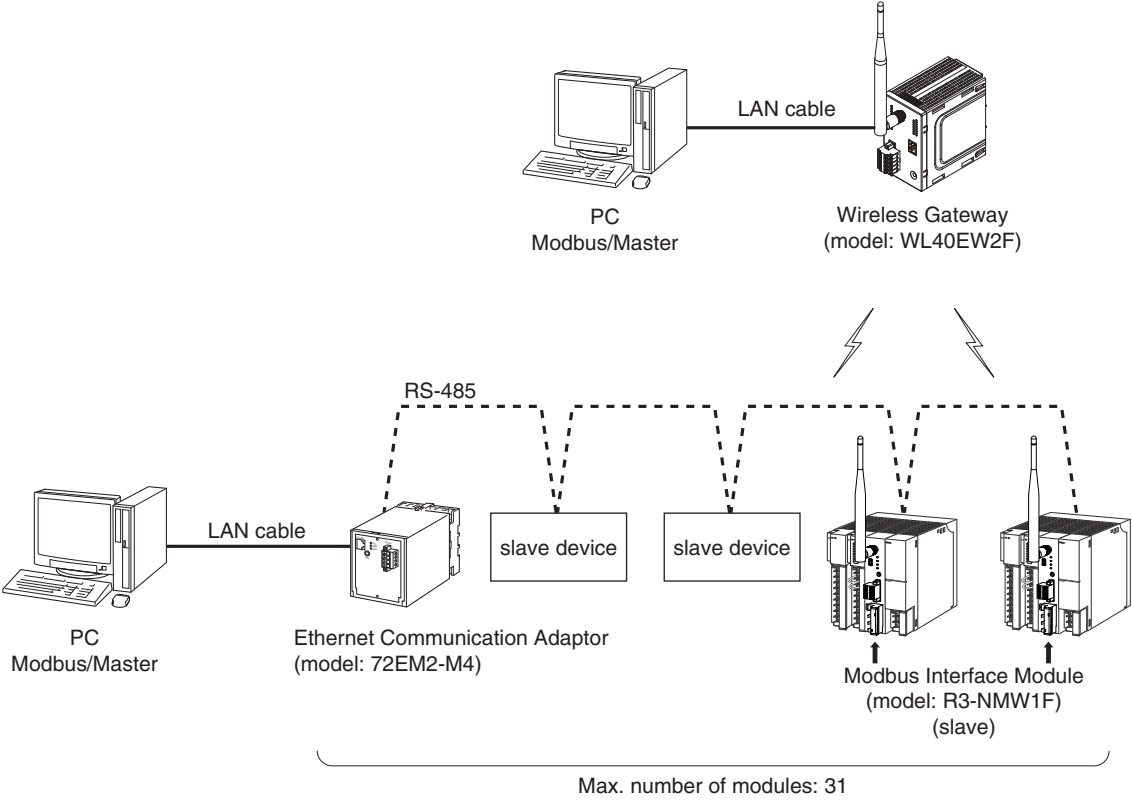 LAN cable
PC
Modbus/Master
Wireless Gateway
(model: WL40EW2F)
RS-485
LAN cable
slave device
slave device
PC
Modbus/Master
Ethernet Communication Adaptor
(model: 72EM2-M4)
Modbus Interface Module
(model: R3-NMW1F)
(slave)
Max. number of modules: 31